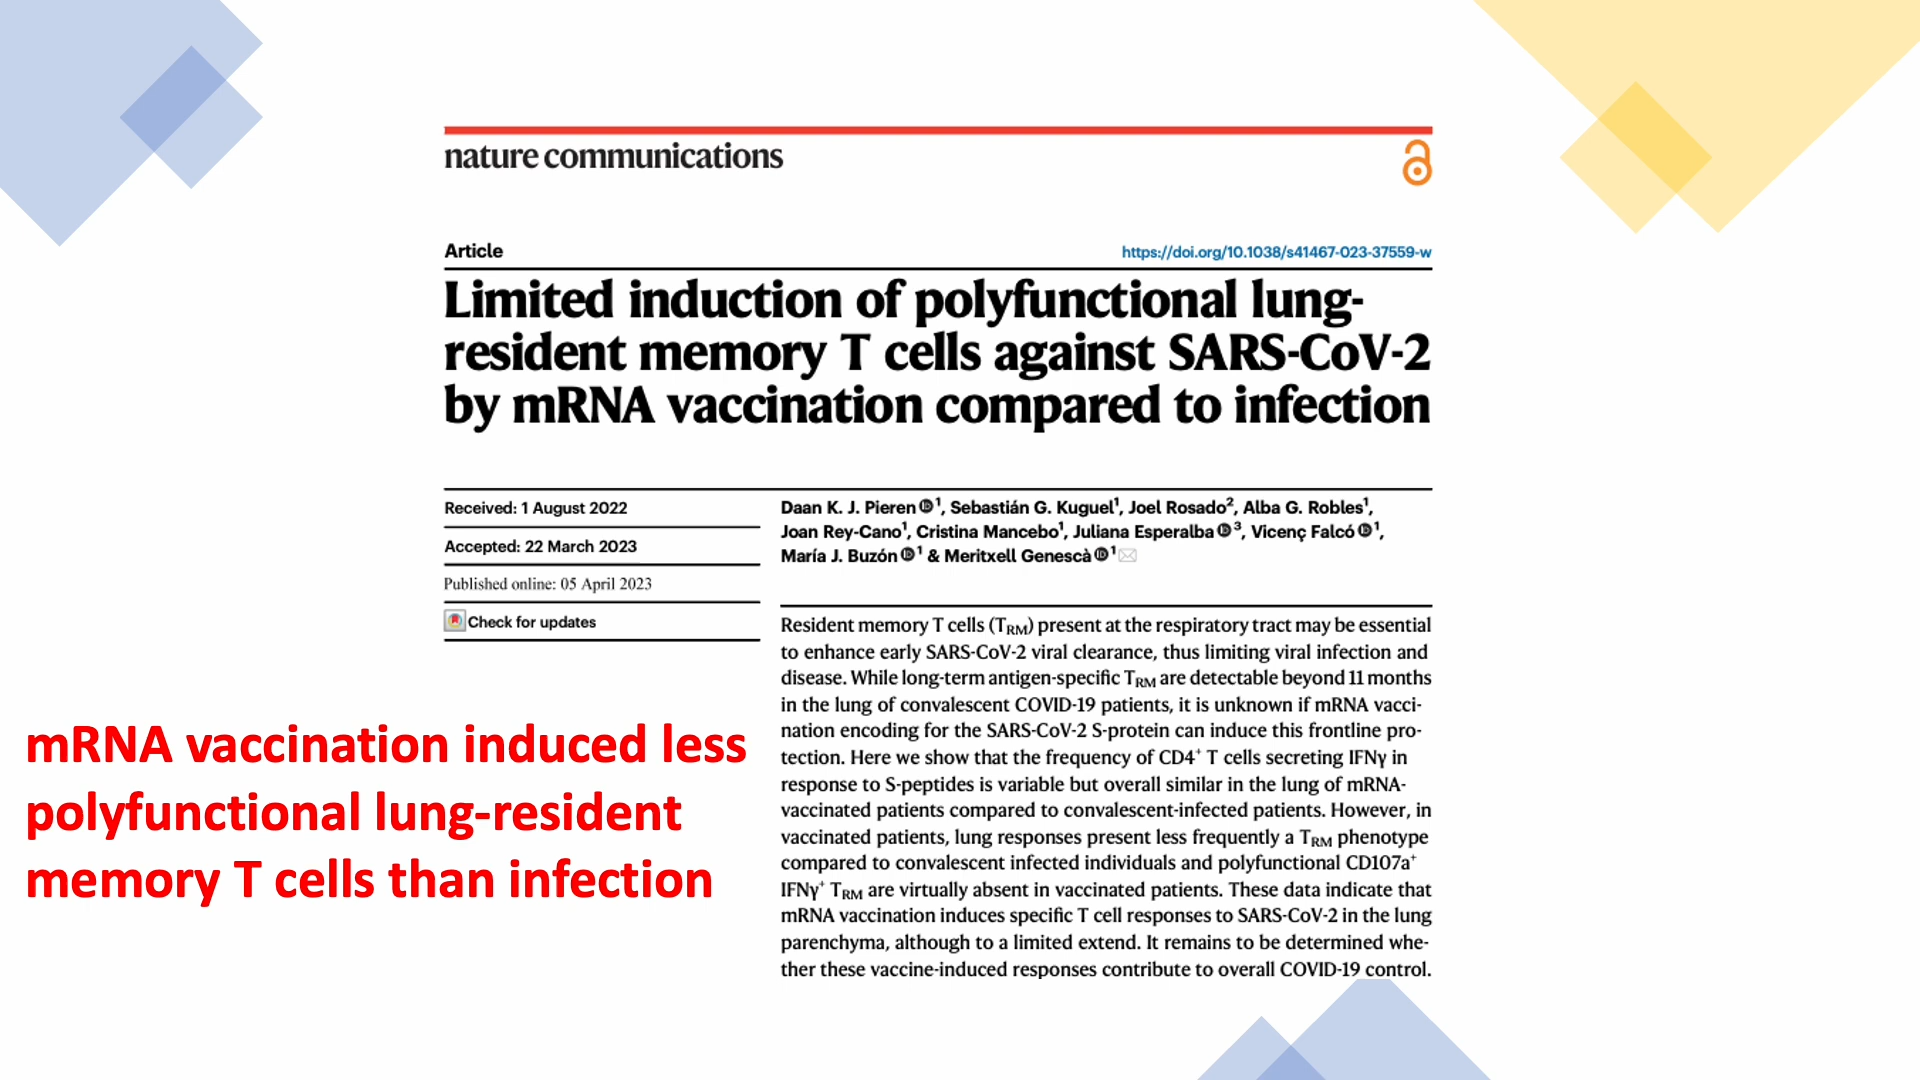 nature communications
Article
https://doi.org/10.1038/s41467-023-37559-w
Limited induction of polyfunctional lung-
resident memory T cells against SARS-CoV-2
by mRNA vaccination compared to infection
Received: 1 August 2022
Accepted: 22 March 2023
Published online: 05 April 2023
Check for updates
Daan K. J. Pieren¹, Sebastián G. Kuguel¹, Joel Rosado², Alba G. Robles¹,
Joan Rey-Cano¹, Cristina Mancebo¹, Juliana Esperalba³, Vicenç Falcó¹,
María J. Buzón¹ & Meritxell Genescà¹
Resident memory T cells (TRM) present at the respiratory tract may be essential
to enhance early SARS-CoV-2 viral clearance, thus limiting viral infection and
disease. While long-term antigen-specific TRM are detectable beyond 11 months
in the lung of convalescent COVID-19 patients, it is unknown if mRNA vacci-
nation encoding for the SARS-CoV-2 S-protein can induce this frontline pro-
tection. Here we show that the frequency of CD4⁺ T cells secreting IFNγ in
response to S-peptides is variable but overall similar in the lung of mRNA-
vaccinated patients compared to convalescent-infected patients. However, in
vaccinated patients, lung responses present less frequently a TRM phenotype
compared to convalescent infected individuals and polyfunctional CD107a⁺
IFNγ⁺ TRM are virtually absent in vaccinated patients. These data indicate that
mRNA vaccination induces specific T cell responses to SARS-CoV-2 in the lung
parenchyma, although to a limited extend. It remains to be determined whe-
ther these vaccine-induced responses contribute to overall COVID-19 control.
mRNA vaccination induced less
polyfunctional lung-resident
memory T cells than infection